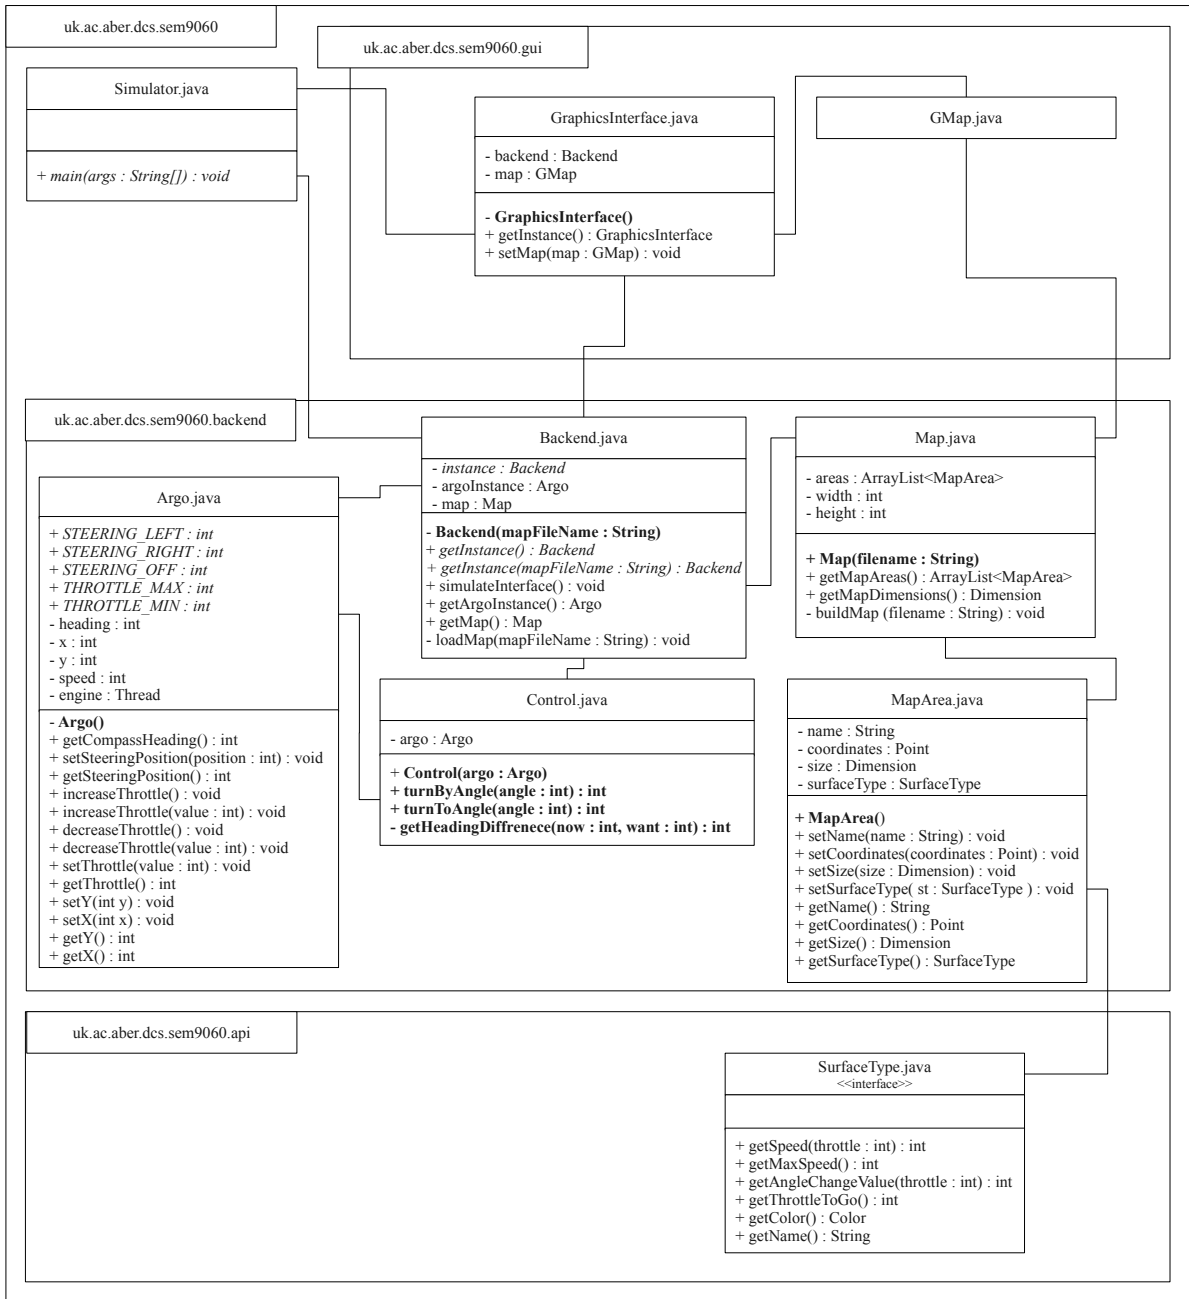 uk.ac.aber.dcs.sem9060
uk.ac.aber.dcs.sem9060.gui
Simulator.java
+ main(args : String[]) : void
GraphicsInterface.java
- backend : Backend
- map : GMap
- GraphicsInterface()
+ getInstance() : GraphicsInterface
+ setMap(map : GMap) : void
GMap.java
uk.ac.aber.dcs.sem9060.backend
Argo.java
+ STEERING_LEFT : int
+ STEERING_RIGHT : int
+ STEERING_OFF : int
+ THROTTLE_MAX : int
+ THROTTLE_MIN : int
- heading : int
- x : int
- y : int
- speed : int
- engine : Thread
- Argo()
+ getCompassHeading() : int
+ setSteeringPosition(position : int) : void
+ getSteeringPosition() : int
+ increaseThrottle() : void
+ increaseThrottle(value : int) : void
+ decreaseThrottle() : void
+ decreaseThrottle(value : int) : void
+ setThrottle(value : int) : void
+ getThrottle() : int
+ setY(int y) : void
+ setX(int x) : void
+ getY() : int
+ getX() : int
Backend.java
- instance : Backend
- argoInstance : Argo
- map : Map
- Backend(mapFileName : String)
+ getInstance() : Backend
+ getInstance(mapFileName : String) : Backend
+ simulateInterface() : void
+ getArgoInstance() : Argo
+ getMap() : Map
- loadMap(mapFileName : String) : void
Control.java
- argo : Argo
+ Control(argo : Argo)
+ turnByAngle(angle : int) : int
+ turnToAngle(angle : int) : int
- getHeadingDiffrenece(now : int, want : int) : int
Map.java
- areas : ArrayList<MapArea>
- width : int
- height : int
+ Map(filename : String)
+ getMapAreas() : ArrayList<MapArea>
+ getMapDimensions() : Dimension
- buildMap (filename : String) : void
MapArea.java
- name : String
- coordinates : Point
- size : Dimension
- surfaceType : SurfaceType
+ MapArea()
+ setName(name : String) : void
+ setCoordinates(coordinates : Point) : void
+ setSize(size : Dimension) : void
+ setSurfaceType( st : SurfaceType ) : void
+ getName() : String
+ getCoordinates() : Point
+ getSize() : Dimension
+ getSurfaceType() : SurfaceType
uk.ac.aber.dcs.sem9060.api
SurfaceType.java
<<interface>>
+ getSpeed(throttle : int) : int
+ getMaxSpeed() : int
+ getAngleChangeValue(throttle : int) : int
+ getThrottleToGo() : int
+ getColor() : Color
+ getName() : String